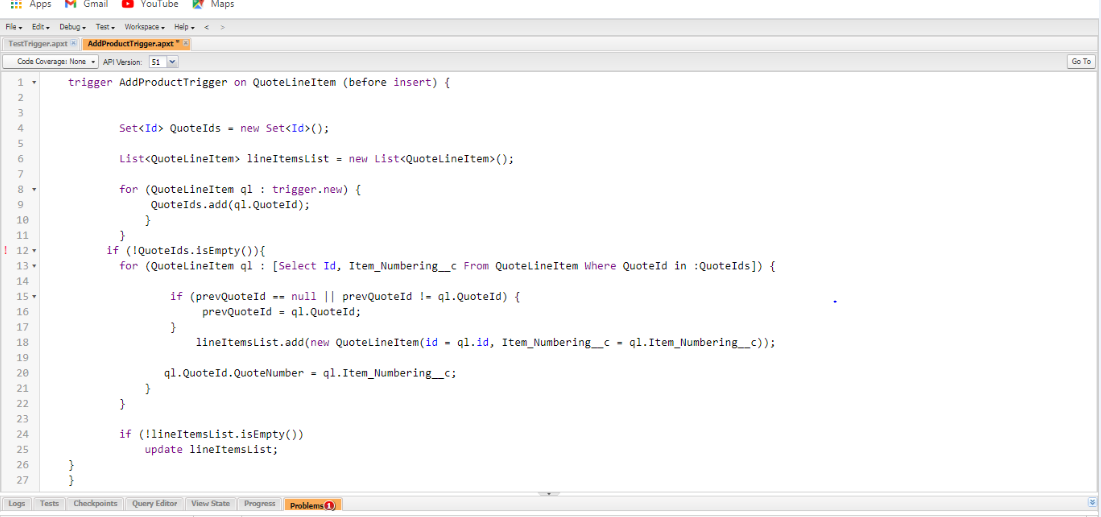 Apps Gmail YouTube Maps
File Edit Debug Test Workspace Help < >
TestTrigger.apxt × AddProductTrigger.apxt * ×
Code Coverage: None API Version: 51 Go To
1 trigger AddProductTrigger on QuoteLineItem (before insert) {
2
3
4 Set<Id> QuoteIds = new Set<Id>();
5
6 List<QuoteLineItem> lineItemsList = new List<QuoteLineItem>();
7
8 for (QuoteLineItem ql : trigger.new) {
9 QuoteIds.add(ql.QuoteId);
10 }
11 }
! 12 if (!QuoteIds.isEmpty()){
13 for (QuoteLineItem ql : [Select Id, Item_Numbering__c From QuoteLineItem Where QuoteId in :QuoteIds]) {
14
15 if (prevQuoteId == null || prevQuoteId != ql.QuoteId) {
16 prevQuoteId = ql.QuoteId;
17 }
18 lineItemsList.add(new QuoteLineItem(id = ql.id, Item_Numbering__c = ql.Item_Numbering__c));
19
20 ql.QuoteId.QuoteNumber = ql.Item_Numbering__c;
21 }
22 }
23
24 if (!lineItemsList.isEmpty())
25 update lineItemsList;
26 }
27 }
Logs Tests Checkpoints Query Editor View State Progress Problems 1